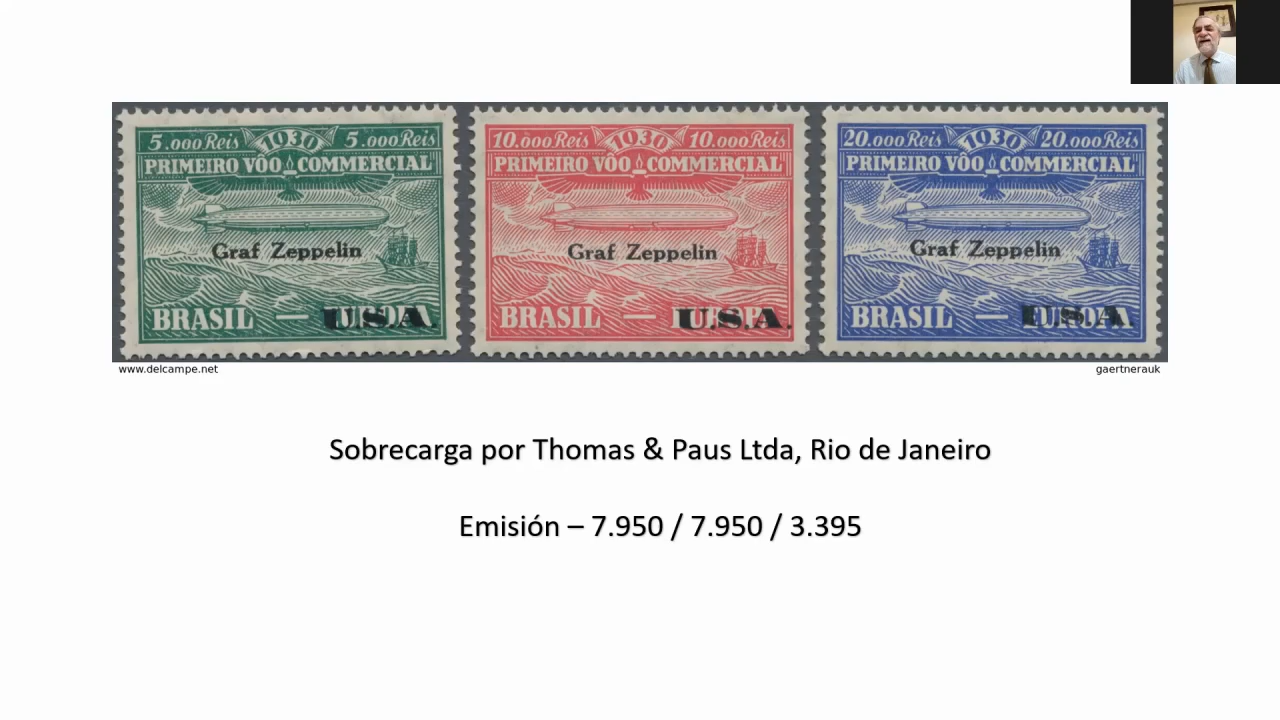 5.000 Reis 1930 5.000 Reis
PRIMEIRO VÔO COMMERCIAL
Graf Zeppelin
BRASIL — EUROPA U.S.A.
10.000 Reis 1930 10.000 Reis
PRIMEIRO VÔO COMMERCIAL
Graf Zeppelin
BRASIL — EUROPA U.S.A.
20.000 Reis 1930 20.000 Reis
PRIMEIRO VÔO COMMERCIAL
Graf Zeppelin
BRASIL — EUROPA U.S.A.
www.delcampe.net
gaertnerauk
Sobrecarga por Thomas & Paus Ltda, Rio de Janeiro
Emisión – 7.950 / 7.950 / 3.395